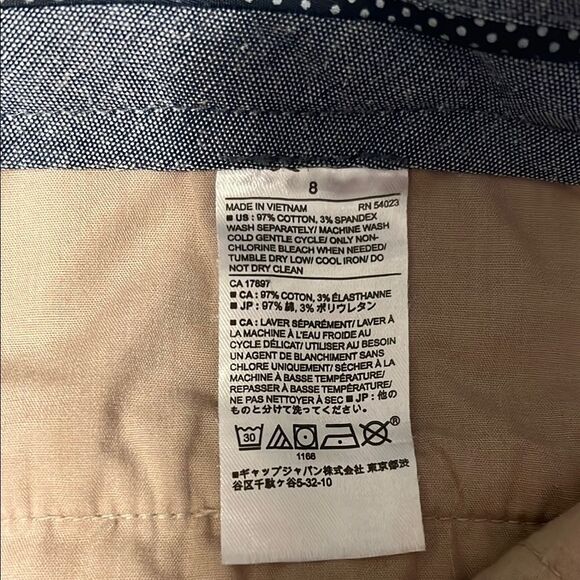 8
MADE IN VIETNAM RN 54023
■ US : 97% COTTON, 3% SPANDEX
WASH SEPARATELY/ MACHINE WASH
COLD GENTLE CYCLE/ ONLY NON-
CHLORINE BLEACH WHEN NEEDED/
TUMBLE DRY LOW/ COOL IRON/ DO
NOT DRY CLEAN
CA 17897
■ CA : 97% COTON, 3% ÉLASTHANNE
■ JP : 97% 綿, 3% ポリウレタン
■ CA : LAVER SÉPARÉMENT/ LAVER À
LA MACHINE À L'EAU FROIDE AU
CYCLE DÉLICAT/ UTILISER AU BESOIN
UN AGENT DE BLANCHIMENT SANS
CHLORE UNIQUEMENT/ SÉCHER À LA
MACHINE À BASSE TEMPÉRATURE/
REPASSER À BASSE TEMPÉRATURE/
NE PAS NETTOYER À SEC ■ JP : 他の
ものと分けて洗ってください。
30
1166
■ギャップジャパン株式会社 東京都渋
谷区千駄ヶ谷5-32-10